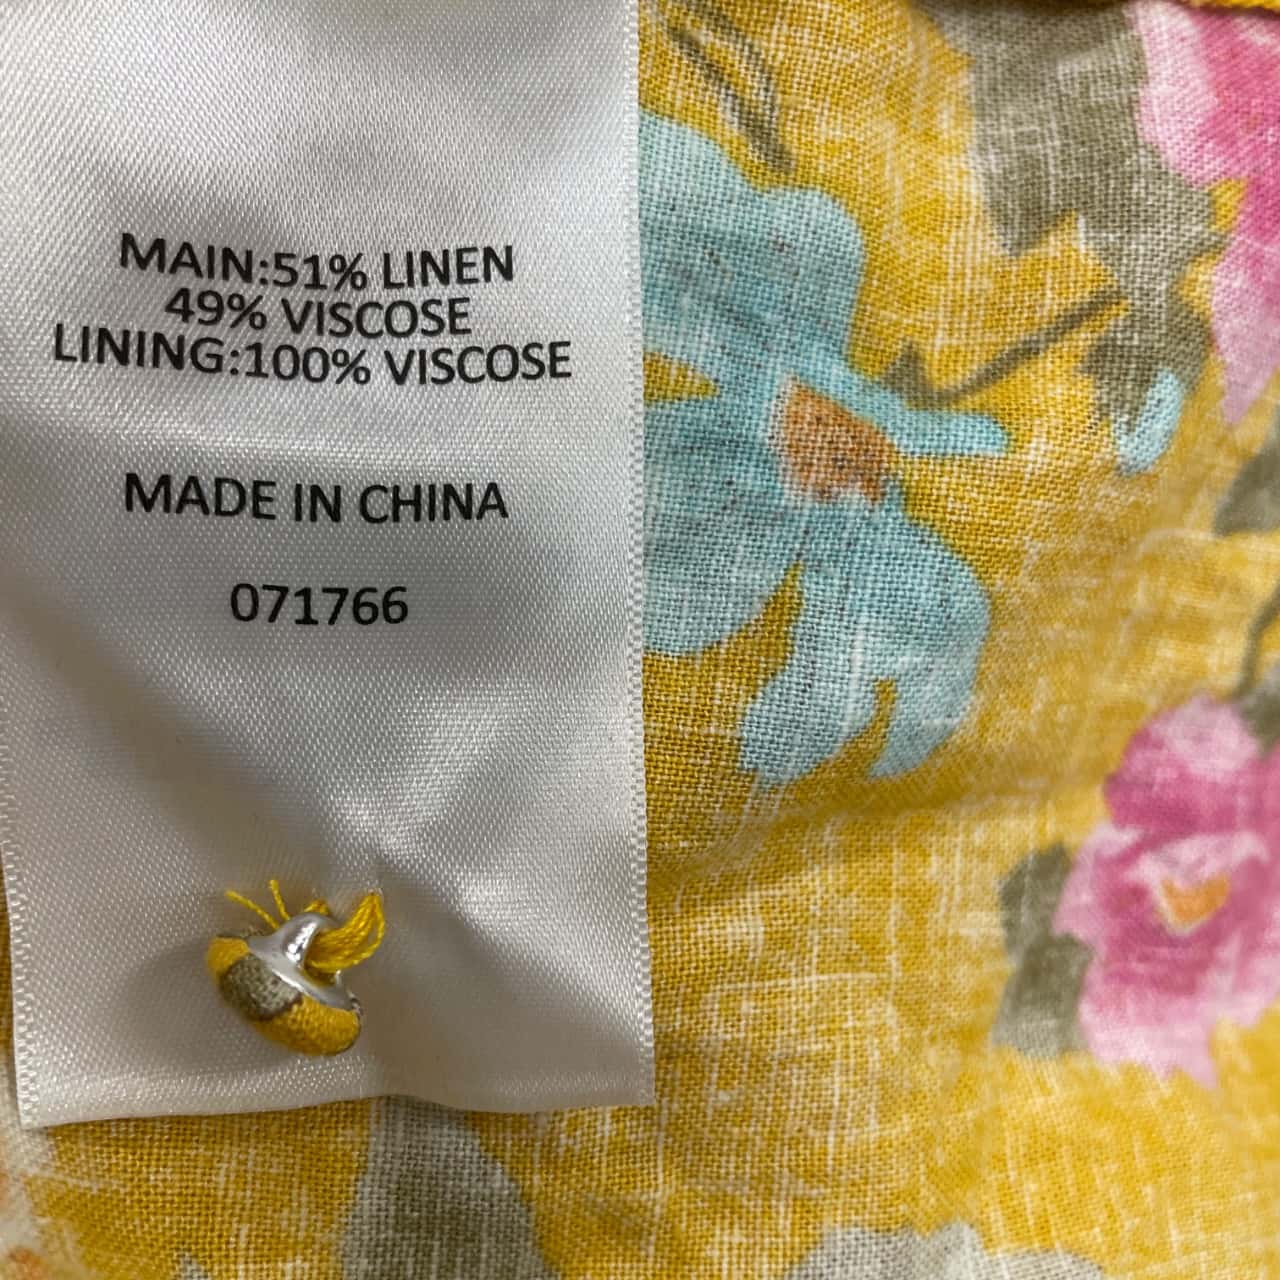 MAIN:51% LINEN
49% VISCOSE
LINING:100% VISCOSE
MADE IN CHINA
071766